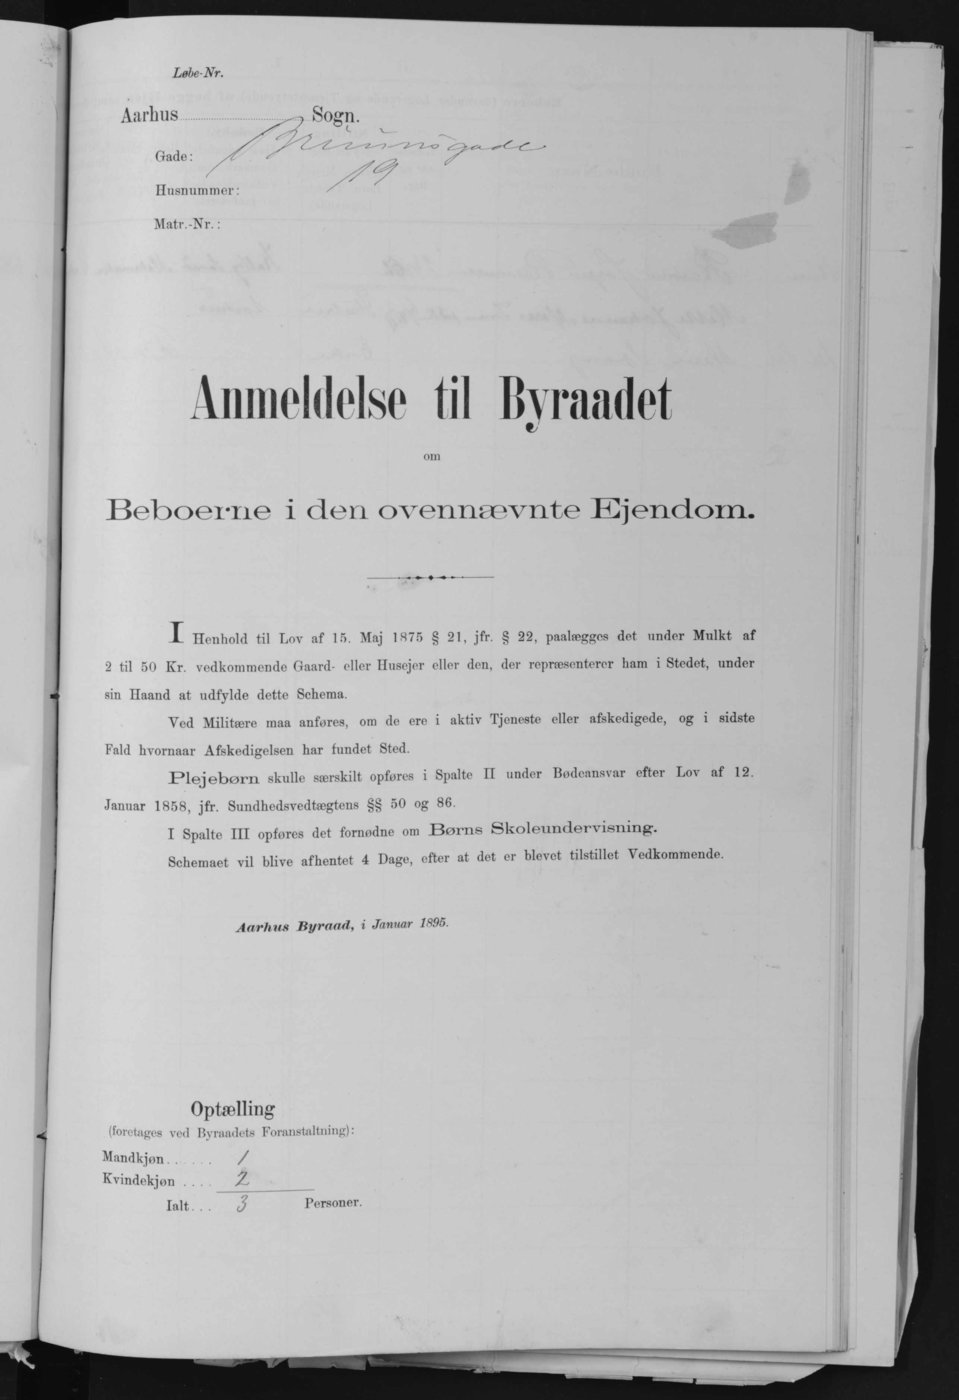 Løbe-Nr.
Aarhus Sogn.
Gade: Bruunsgade
Husnummer: 19
Matr.-Nr.:
Anmeldelse til Byraadet
om
Beboerne i den ovennævnte Ejendom.
I Henhold til Lov af 15. Maj 1875 § 21, jfr. § 22, paalægges det under Mulkt af
2 til 50 Kr. vedkommende Gaard- eller Husejer eller den, der repræsenterer ham i Stedet, under
sin Haand at udfylde dette Schema.
Ved Militære maa anføres, om de ere i aktiv Tjeneste eller afskedigede, og i sidste
Fald hvornaar Afskedigelsen har fundet Sted.
Plejebørn skulle særskilt opføres i Spalte II under Bødeansvar efter Lov af 12.
Januar 1858, jfr. Sundhedsvedtægtens §§ 50 og 86.
I Spalte III opføres det fornødne om Børns Skoleundervisning.
Schemaet vil blive afhentet 4 Dage, efter at det er blevet tilstillet Vedkommende.
Aarhus Byraad, i Januar 1895.
Optælling
(foretages ved Byraadets Foranstaltning):
Mandkjøn...... 1
Kvindekjøn .... 2
Ialt... 3 Personer.